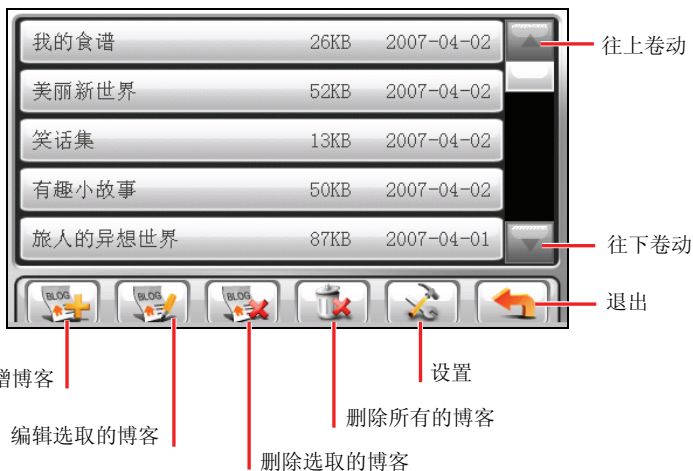 我的食谱 26KB 2007-04-02
往上卷动
美丽新世界 52KB 2007-04-02
笑话集 13KB 2007-04-02
有趣小故事 50KB 2007-04-02
旅人的异想世界 87KB 2007-04-01
往下卷动
BLOG BLOG BLOG
退出
增博客
设置
删除所有的博客
编辑选取的博客
删除选取的博客